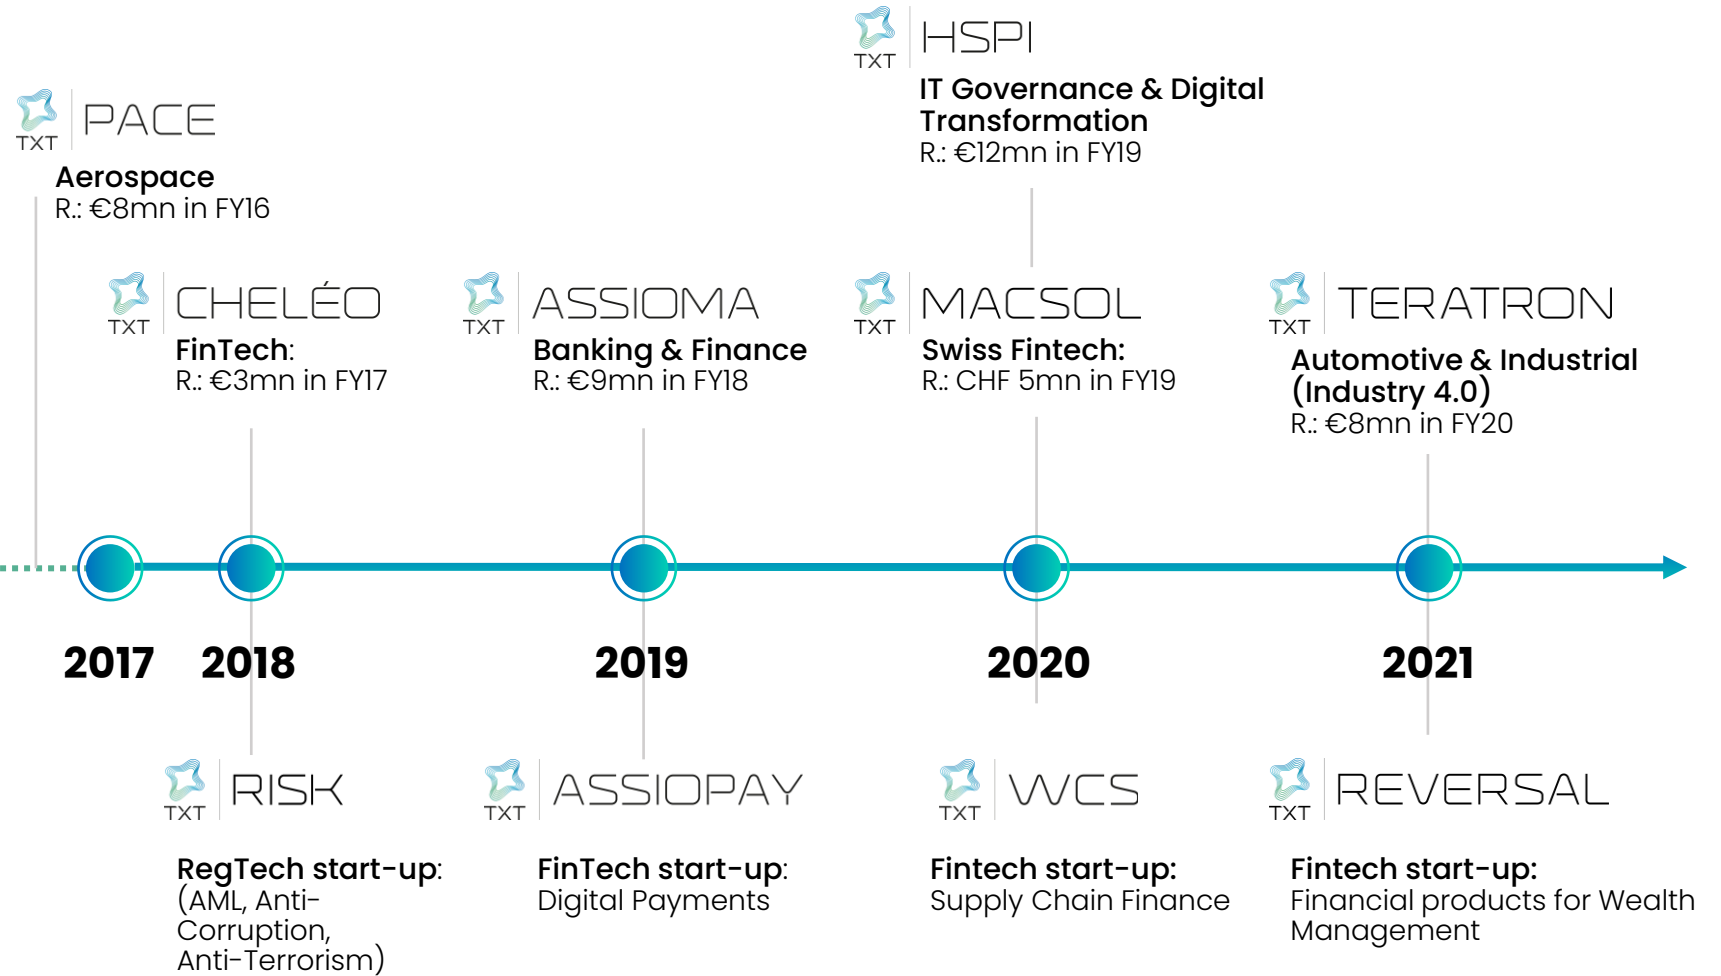 TXT HSPI
IT Governance & Digital
Transformation
R.: €12mn in FY19
TXT PACE
Aerospace
R.: €8mn in FY16
TXT CHELÉO
FinTech:
R.: €3mn in FY17
TXT ASSIOMA
Banking & Finance
R.: €9mn in FY18
TXT MACSOL
Swiss Fintech:
R.: CHF 5mn in FY19
TXT TERATRON
Automotive & Industrial
(Industry 4.0)
R.: €8mn in FY20
2017 2018 2019 2020 2021
TXT RISK
RegTech start-up:
(AML, Anti-
Corruption,
Anti-Terrorism)
TXT ASSIOPAY
FinTech start-up:
Digital Payments
TXT WCS
Fintech start-up:
Supply Chain Finance
TXT REVERSAL
Fintech start-up:
Financial products for Wealth
Management